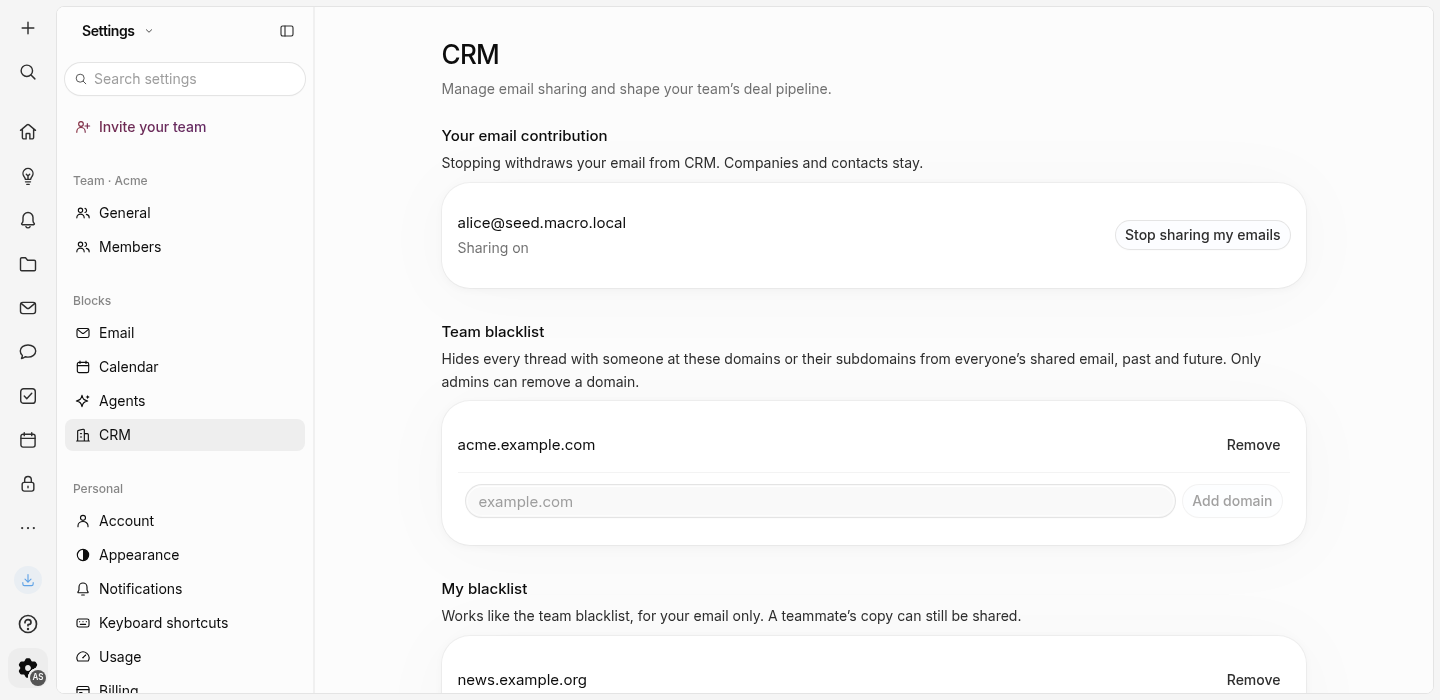 Settings
Search settings
Invite your team
Team · Acme
General
Members
Blocks
Email
Calendar
Agents
CRM
Personal
Account
Appearance
Notifications
Keyboard shortcuts
Usage
Billing
AS
CRM
Manage email sharing and shape your team's deal pipeline.
Your email contribution
Stopping withdraws your email from CRM. Companies and contacts stay.
alice@seed.macro.local
Sharing on
Stop sharing my emails
Team blacklist
Hides every thread with someone at these domains or their subdomains from everyone's shared email, past and future. Only
admins can remove a domain.
acme.example.com
Remove
example.com
Add domain
My blacklist
Works like the team blacklist, for your email only. A teammate's copy can still be shared.
news.example.org
Remove